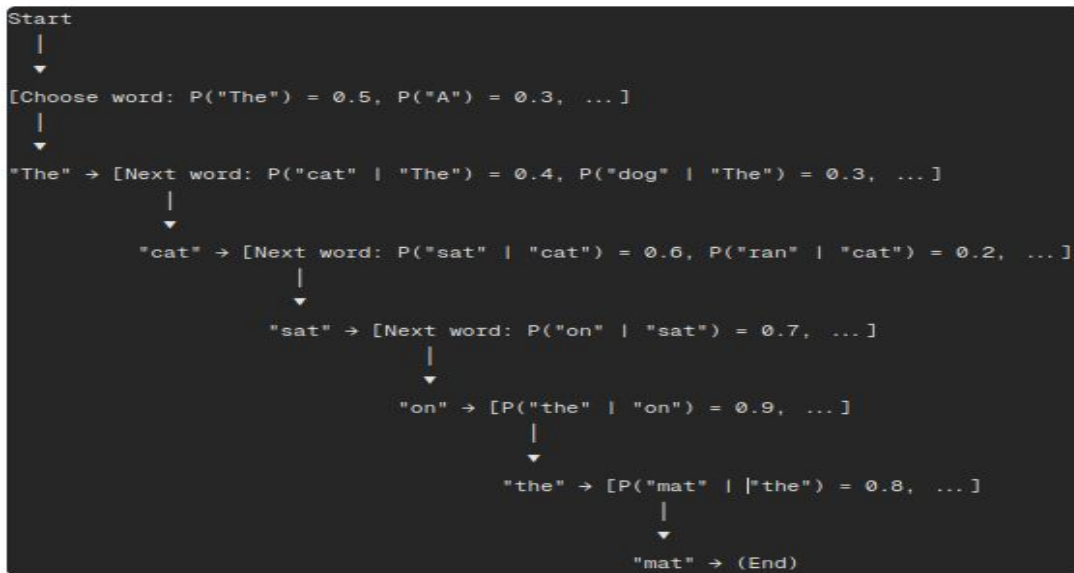 Start
[Choose word: P("The") = 0.5, P("A") = 0.3, ...]
"The" → [Next word: P("cat" | "The") = 0.4, P("dog" | "The") = 0.3, ...]
"cat" → [Next word: P("sat" | "cat") = 0.6, P("ran" | "cat") = 0.2, ...]
"sat" → [Next word: P("on" | "sat") = 0.7, ...]
"on" → [P("the" | "on") = 0.9, ...]
"the" → [P("mat" | "the") = 0.8, ...]
"mat" → (End)